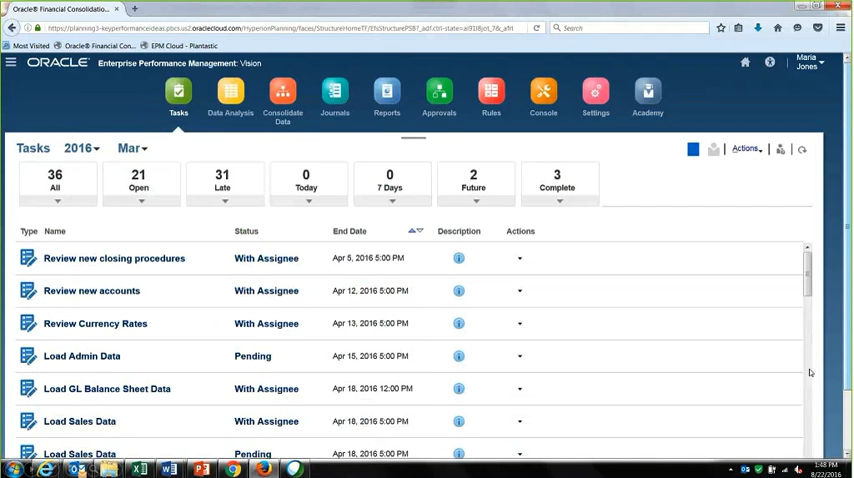 Oracle® Financial Consolidatio... × +
https://planning3-keyperformanceideas.pbcs.us2.oraclecloud.com/HyperionPlanning/faces/
Search
Most Visited Oracle® Financial Con... EPM Cloud - Plantastic
ORACLE Enterprise Performance Management: Vision
Maria Jones
Tasks Data Analysis Consolidate Data Journals Reports Approvals Rules Console Settings Academy
Tasks 2016 Mar Actions
36 21 31 0 0 2 3
All Open Late Today 7 Days Future Complete
Type Name Status End Date Description Actions
Review new closing procedures With Assignee Apr 5, 2016 5:00 PM
Review new accounts With Assignee Apr 12, 2016 5:00 PM
Review Currency Rates With Assignee Apr 13, 2016 5:00 PM
Load Admin Data Pending Apr 15, 2016 5:00 PM
Load GL Balance Sheet Data With Assignee Apr 18, 2016 12:00 PM
Load Sales Data With Assignee Apr 18, 2016 5:00 PM
Load Sales Data Pending Apr 18, 2016 5:00 PM
1:48 PM
8/22/2016